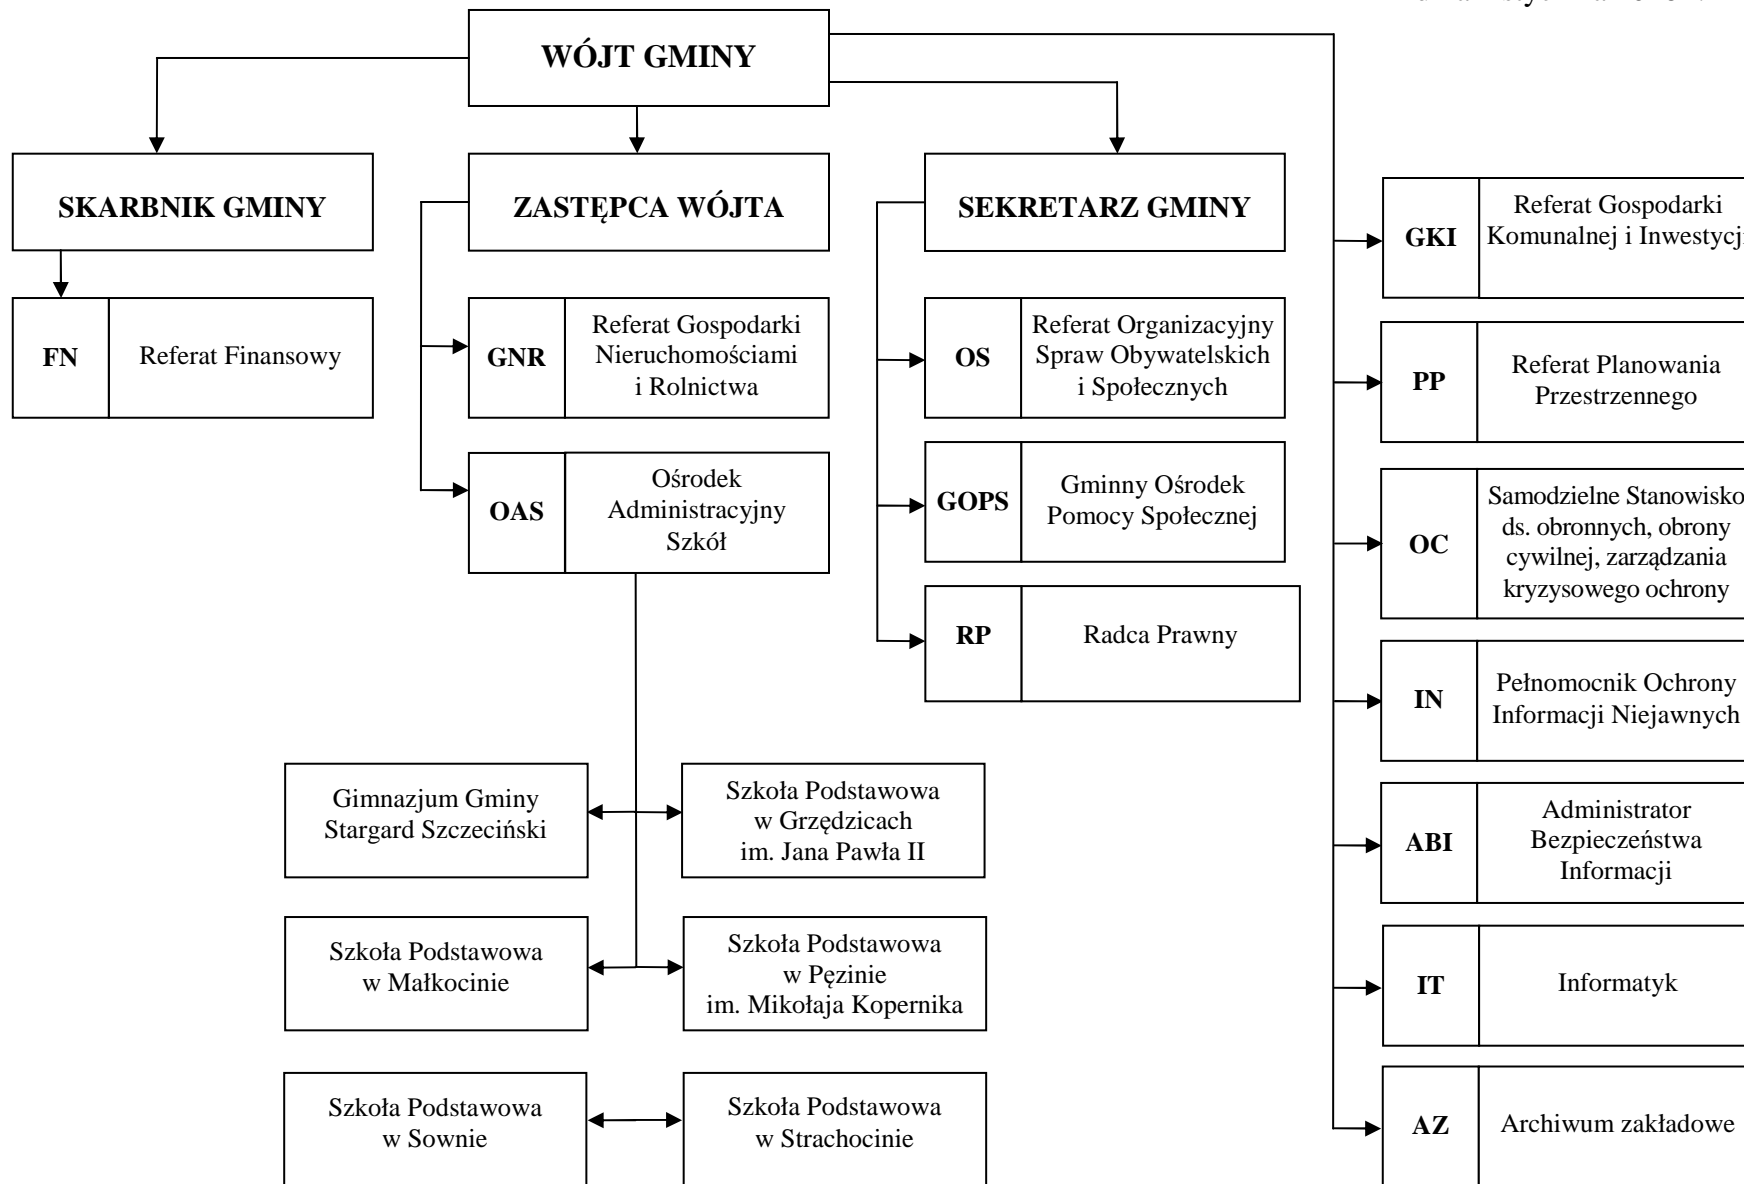 WÓJT GMINY
SKARBNIK GMINY
ZASTĘPCA WÓJTA
SEKRETARZ GMINY
FN
Referat Finansowy
GNR
Referat Gospodarki
Nieruchomościami
i Rolnictwa
OAS
Ośrodek
Administracyjny
Szkół
OS
Referat Organizacyjny
Spraw Obywatelskich
i Społecznych
GOPS
Gminny Ośrodek
Pomocy Społecznej
RP
Radca Prawny
GKI
Referat Gospodarki
Komunalnej i Inwestycji
PP
Referat Planowania
Przestrzennego
OC
Samodzielne Stanowisko
ds. obronnych, obrony
cywilnej, zarządzania
kryzysowego ochrony
IN
Pełnomocnik Ochrony
Informacji Niejawnych
ABI
Administrator
Bezpieczeństwa
Informacji
IT
Informatyk
AZ
Archiwum zakładowe
Gimnazjum Gminy
Stargard Szczeciński
Szkoła Podstawowa
w Grzędzicach
im. Jana Pawła II
Szkoła Podstawowa
w Małkocinie
Szkoła Podstawowa
w Pęzinie
im. Mikołaja Kopernika
Szkoła Podstawowa
w Sownie
Szkoła Podstawowa
w Strachocinie